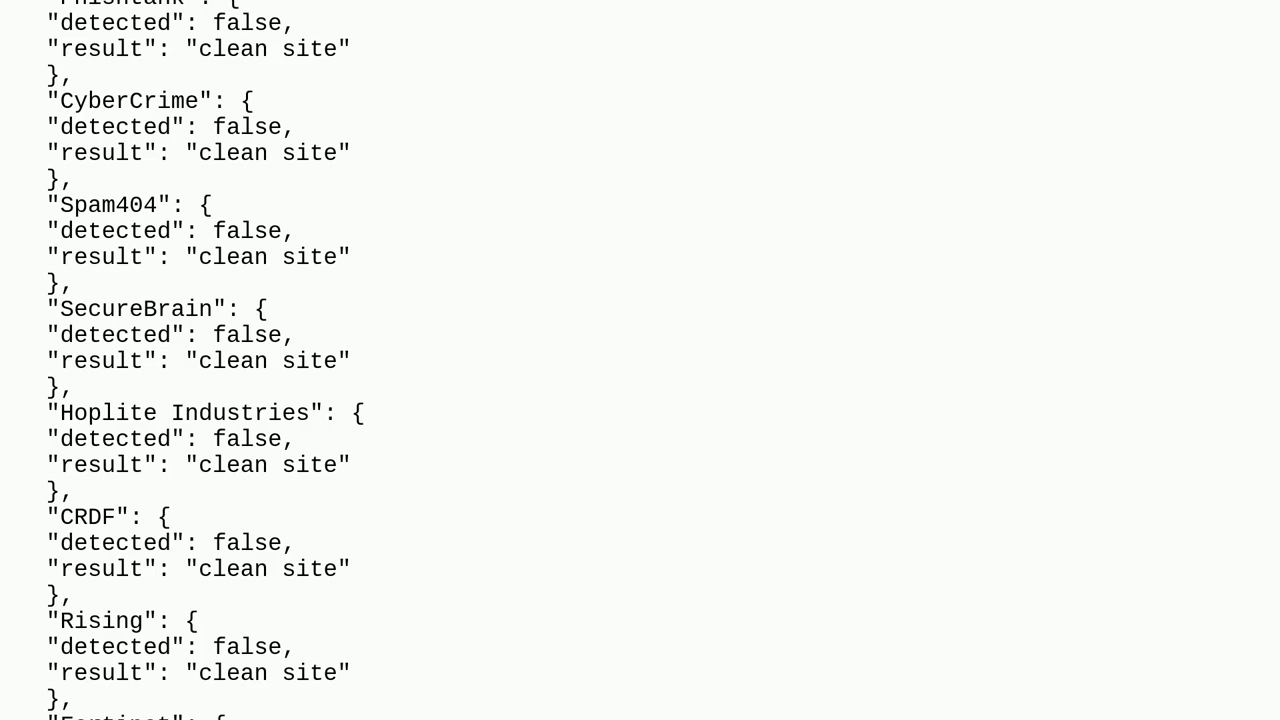 "Phishtank": {
"detected": false,
"result": "clean site"
},
"CyberCrime": {
"detected": false,
"result": "clean site"
},
"Spam404": {
"detected": false,
"result": "clean site"
},
"SecureBrain": {
"detected": false,
"result": "clean site"
},
"Hoplite Industries": {
"detected": false,
"result": "clean site"
},
"CRDF": {
"detected": false,
"result": "clean site"
},
"Rising": {
"detected": false,
"result": "clean site"
},
"Fortinet": {